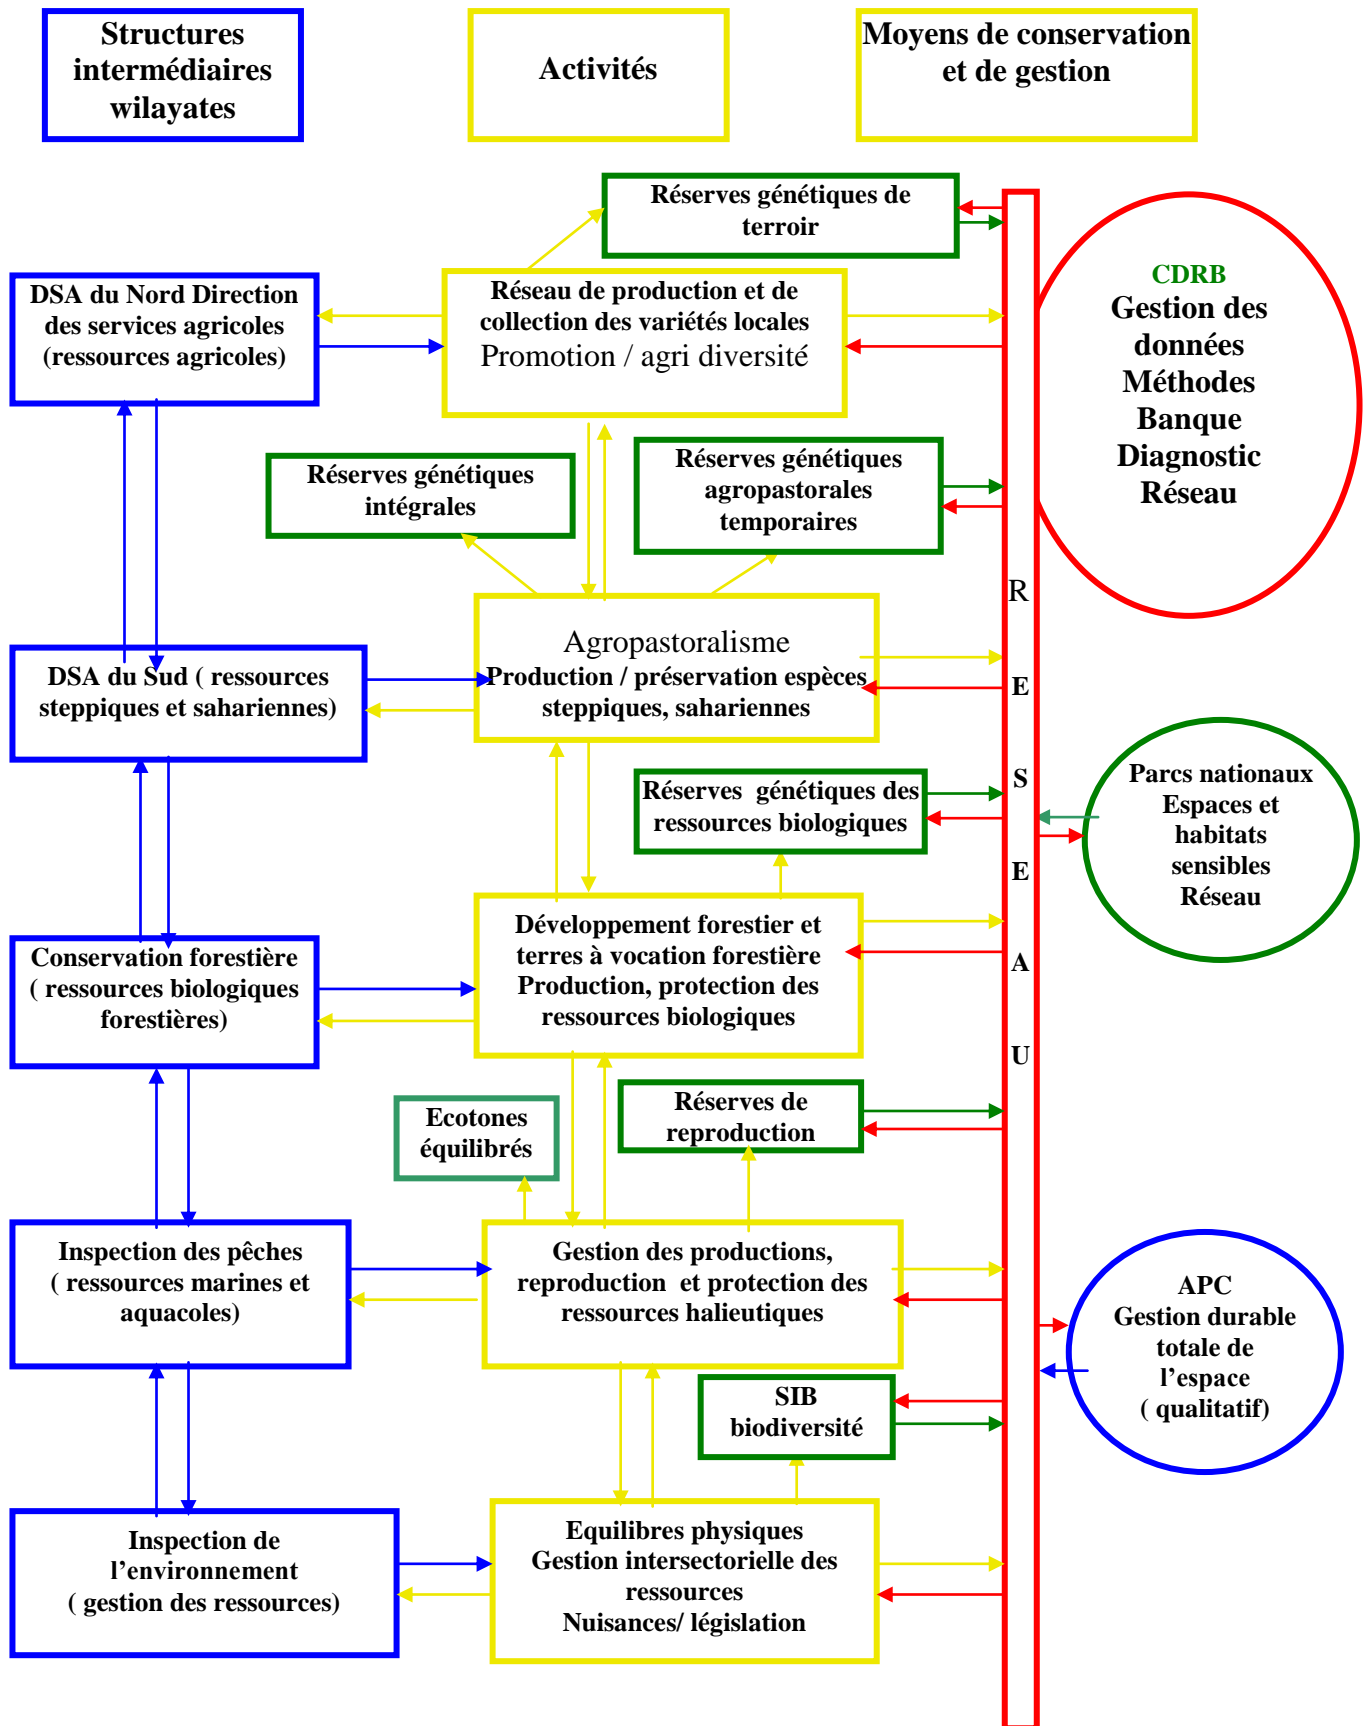 Structures
intermédiaires
wilayates
Activités
Moyens de conservation
et de gestion
Réserves génétiques de
terroir
DSA du Nord Direction
des services agricoles
(ressources agricoles)
Réseau de production et de
collection des variétés locales
Promotion / agri diversité
CDRB
Gestion des
données
Méthodes
Banque
Diagnostic
Réseau
Réserves génétiques
intégrales
Réserves génétiques
agropastorales
temporaires
DSA du Sud ( ressources
steppiques et sahariennes)
Agropastoralisme
Production / préservation espèces
steppiques, sahariennes
R
E
S
E
A
U
Réserves génétiques des
ressources biologiques
Parcs nationaux
Espaces et
habitats
sensibles
Réseau
Conservation forestière
( ressources biologiques
forestières)
Développement forestier et
terres à vocation forestière
Production, protection des
ressources biologiques
Ecotones
équilibrés
Réserves de
reproduction
Inspection des pêches
( ressources marines et
aquacoles)
Gestion des productions,
reproduction et protection des
ressources halieutiques
APC
Gestion durable
totale de
l’espace
( qualitatif)
SIB
biodiversité
Inspection de
l’environnement
( gestion des ressources)
Equilibres physiques
Gestion intersectorielle des
ressources
Nuisances/ législation